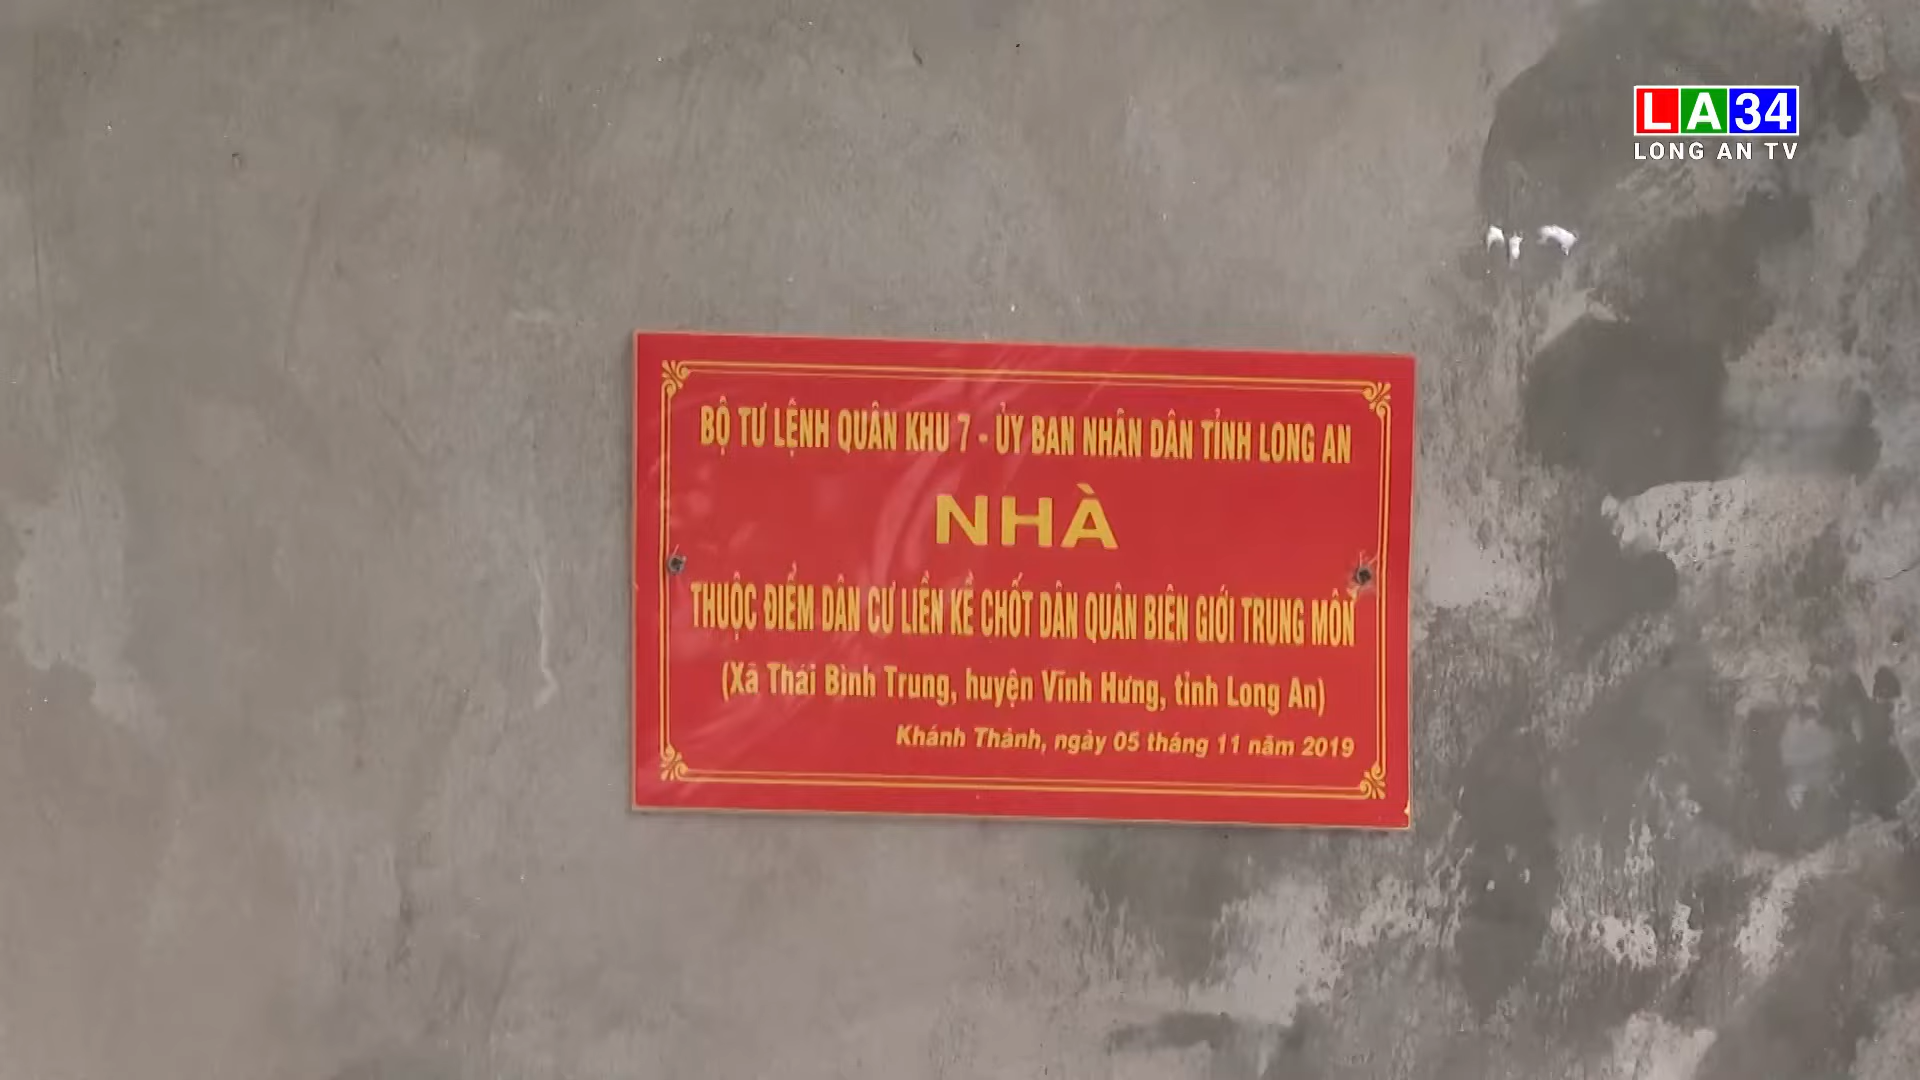 LA34
LONG AN TV
BỘ TƯ LỆNH QUÂN KHU 7 - ỦY BAN NHÂN DÂN TỈNH LONG AN
NHÀ
THUỘC ĐIỂM DÂN CƯ LIỀN KỀ CHỐT DÂN QUÂN BIÊN GIỚI TRUNG MÔN
(Xã Thái Bình Trung, huyện Vĩnh Hưng, tỉnh Long An)
Khánh Thành, ngày 05 tháng 11 năm 2019